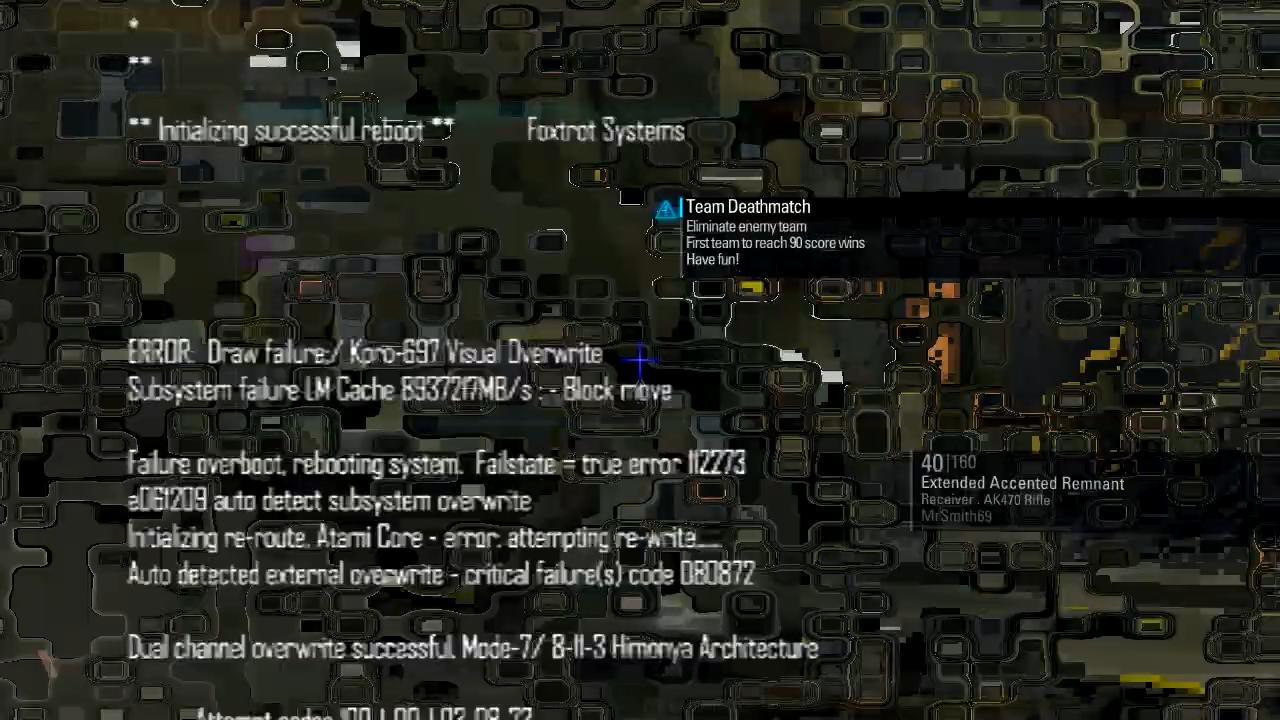 *
**
** Initializing successful reboot **
Foxtrot Systems
Team Deathmatch
Eliminate enemy team
First team to reach 90 score wins
Have fun!
ERROR: Draw failure:/ Kpro-697 Visual Overwrite
Subsystem failure LM Cache 8937217MB/s : - Block move
Failure overboot, rebooting system. Failstate = true error 112273
a061209 auto detect subsystem overwrite
Initializing re-route. Atami Core - error: attempting re-write.....
Auto detected external overwrite - critical failure(s) code 080872
Dual channel overwrite successful. Mode-7/ 8-11-3 Himonya Architecture
40|160
Extended Accented Remnant
Receiver . AK470 Rifle
MrSmith69